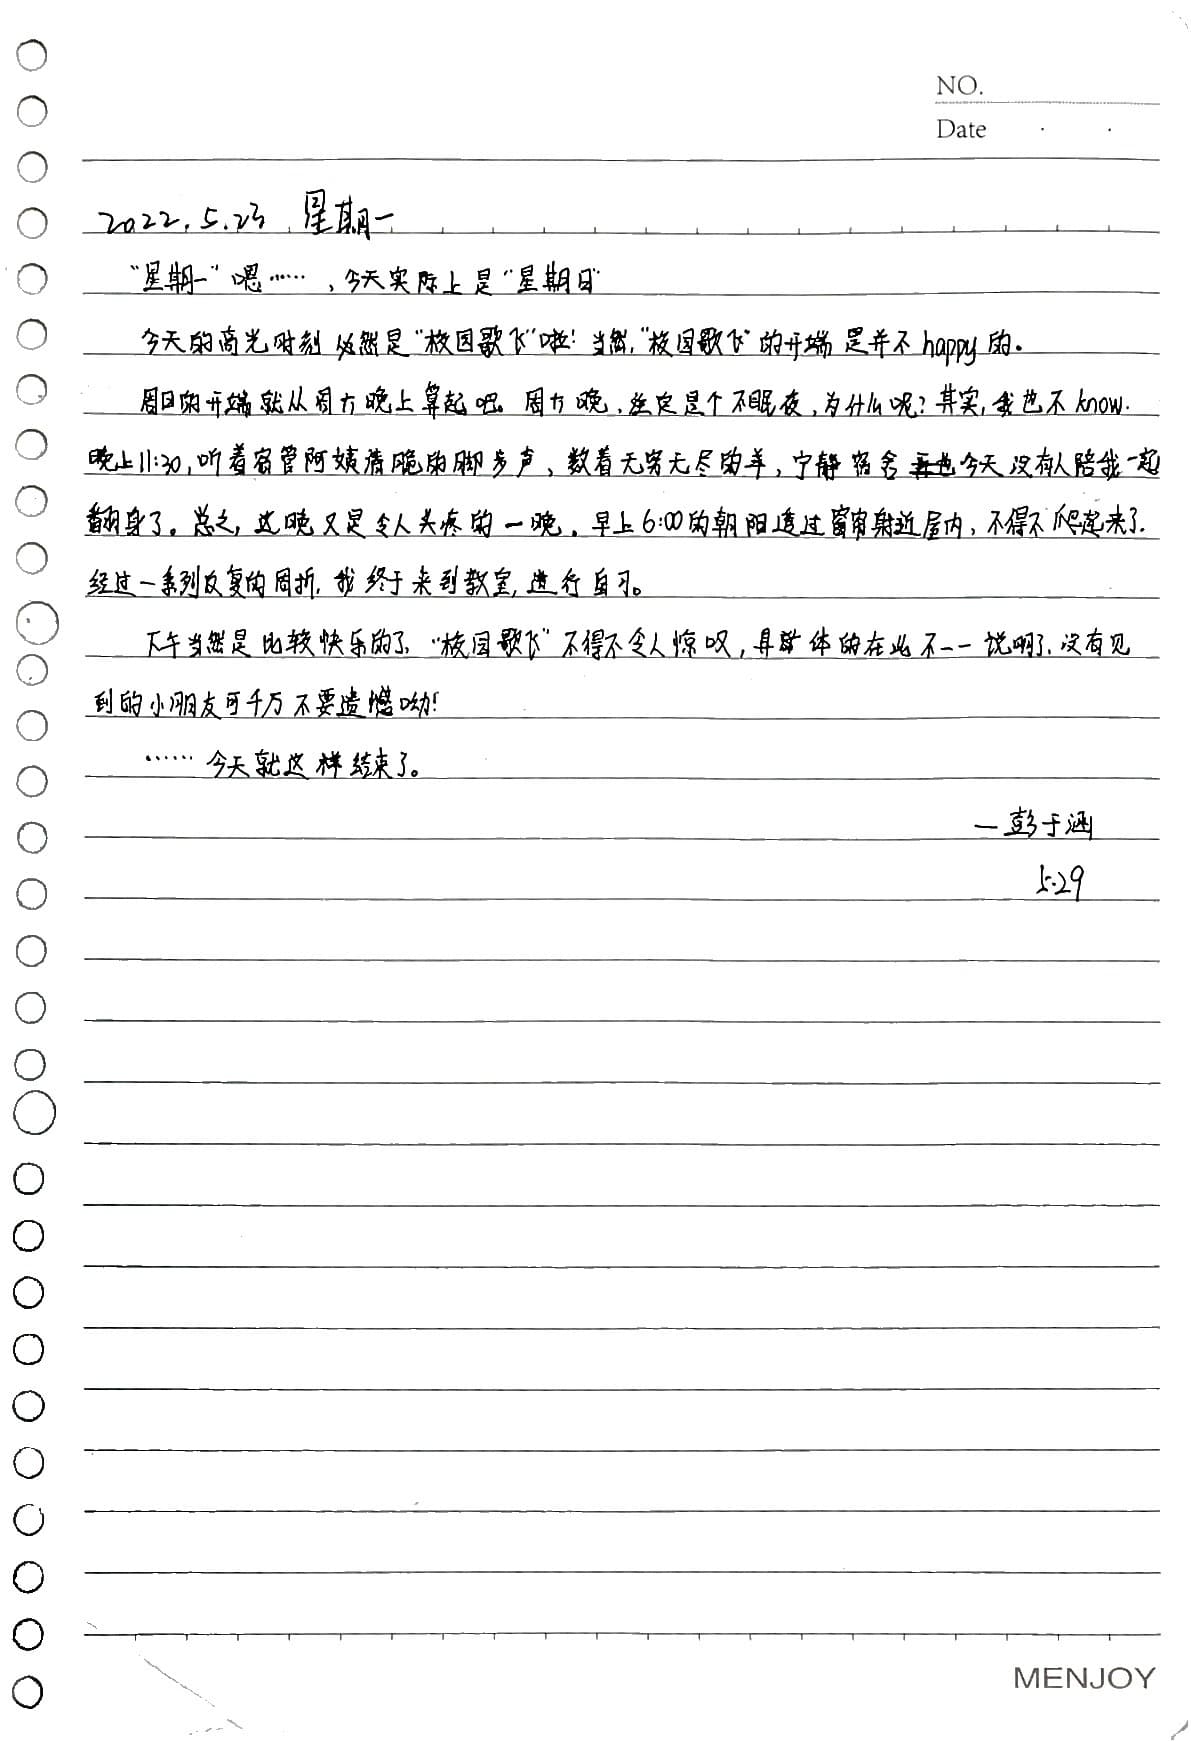 NO.
Date
2022.5.23 星期一
“星期一”嗯……，今天实际上是“星期日”
今天的高光时刻必然是“校园歌飞”啦！当然，“校园歌飞”的开端是并不happy的。
周日的开端就从周六晚上算起吧。周六晚，注定是个不眠夜，为什么呢？其实，我也不know.
晚上11:30，听着宿管阿姨清脆的脚步声、数着无穷无尽的羊，宁静宿舍今天没有人陪我一起
翻身了。总之，这晚又是令人头疼的一晚。早上6:00的朝阳透过窗帘射近屋内，不得不爬起来了.
经过一系列反复的周折，我终于来到教室，进行自习。
下午当然是比较快乐的了，“校园歌飞”不得不令人惊叹，具体的在此不一一说明了，没有见
到的小朋友可千万不要遗憾呦！
……今天就这样结束了。
—彭于涵
5.29
MENJOY